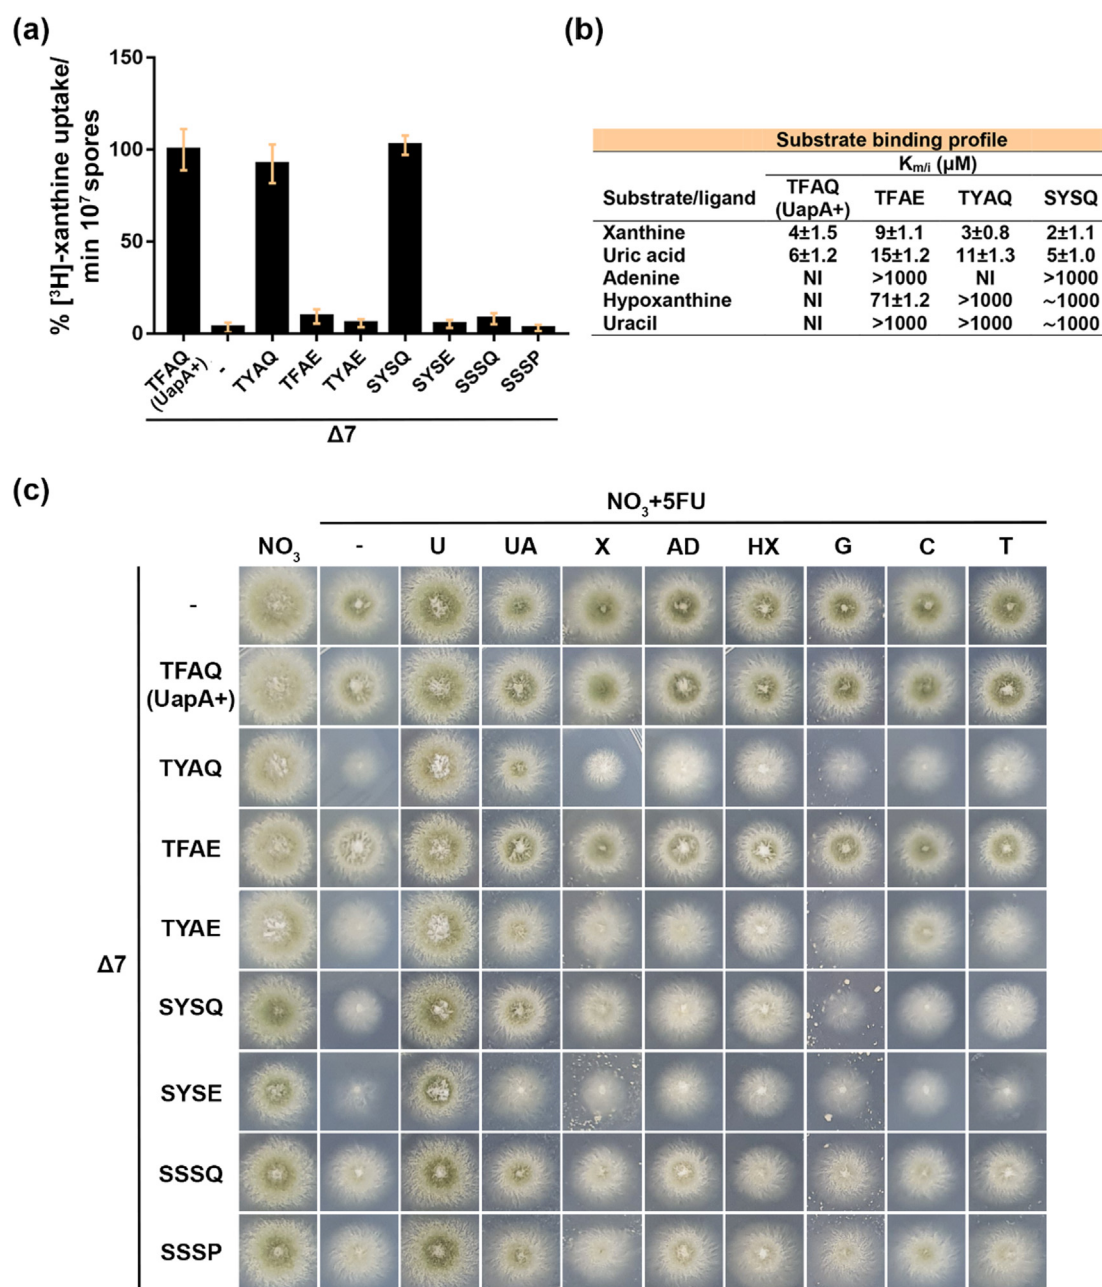 (a)
% [³H]-xanthine uptake/
min 10⁷ spores
150
100
50
0
TFAQ
(UapA+)
-
TYAQ
TFAE
TYAE
SYSQ
SYSE
SSSQ
SSSP
Δ7
(b)
Substrate binding profile
Km/i (µM)
Substrate/ligand TFAQ (UapA+) TFAE TYAQ SYSQ
Xanthine 4±1.5 9±1.1 3±0.8 2±1.1
Uric acid 6±1.2 15±1.2 11±1.3 5±1.0
Adenine NI >1000 NI >1000
Hypoxanthine NI 71±1.2 >1000 ~1000
Uracil NI >1000 >1000 ~1000
(c)
NO₃+5FU
NO₃ - U UA X AD HX G C T
-
TFAQ
(UapA+)
TYAQ
TFAE
TYAE
Δ7
SYSQ
SYSE
SSSQ
SSSP